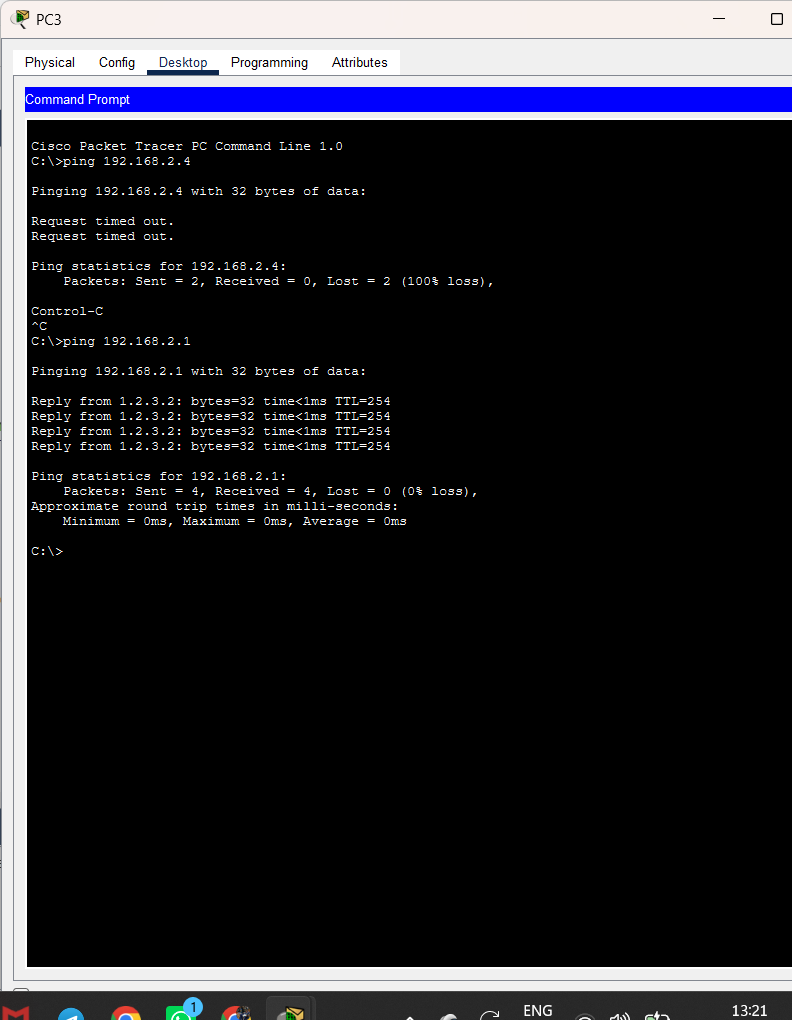 PC3
Physical Config Desktop Programming Attributes
Command Prompt
Cisco Packet Tracer PC Command Line 1.0
C:\>ping 192.168.2.4
Pinging 192.168.2.4 with 32 bytes of data:
Request timed out.
Request timed out.
Ping statistics for 192.168.2.4:
    Packets: Sent = 2, Received = 0, Lost = 2 (100% loss),
Control-C
^C
C:\>ping 192.168.2.1
Pinging 192.168.2.1 with 32 bytes of data:
Reply from 1.2.3.2: bytes=32 time<1ms TTL=254
Reply from 1.2.3.2: bytes=32 time<1ms TTL=254
Reply from 1.2.3.2: bytes=32 time<1ms TTL=254
Reply from 1.2.3.2: bytes=32 time<1ms TTL=254
Ping statistics for 192.168.2.1:
    Packets: Sent = 4, Received = 4, Lost = 0 (0% loss),
Approximate round trip times in milli-seconds:
    Minimum = 0ms, Maximum = 0ms, Average = 0ms
C:\>
1
ENG
13:21